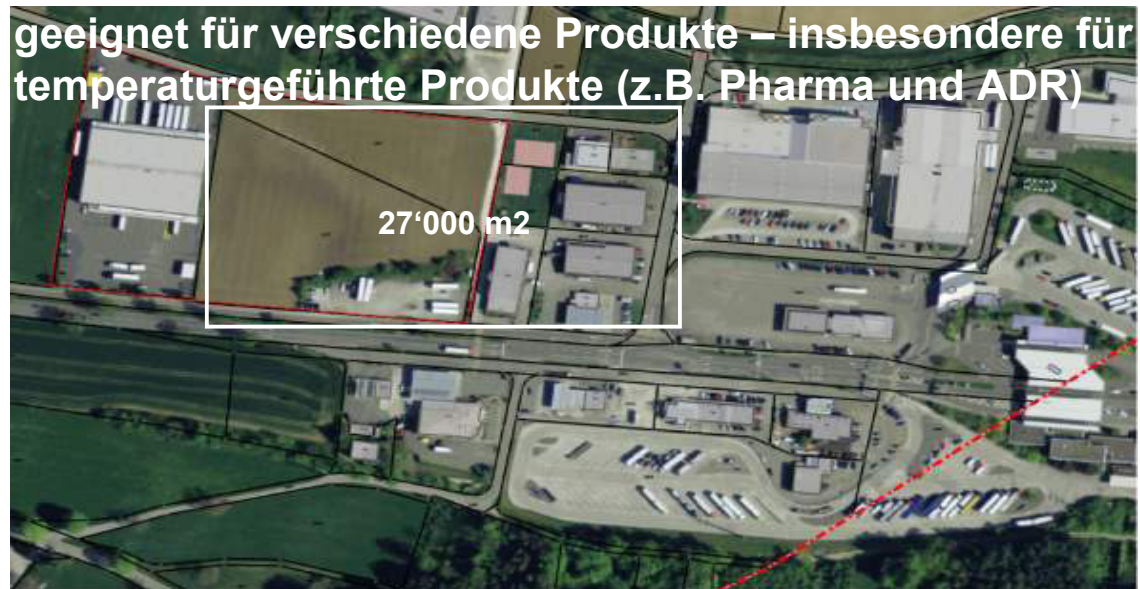 geeignet für verschiedene Produkte – insbesondere für
temperaturgeführte Produkte (z.B. Pharma und ADR)
27‘000 m2